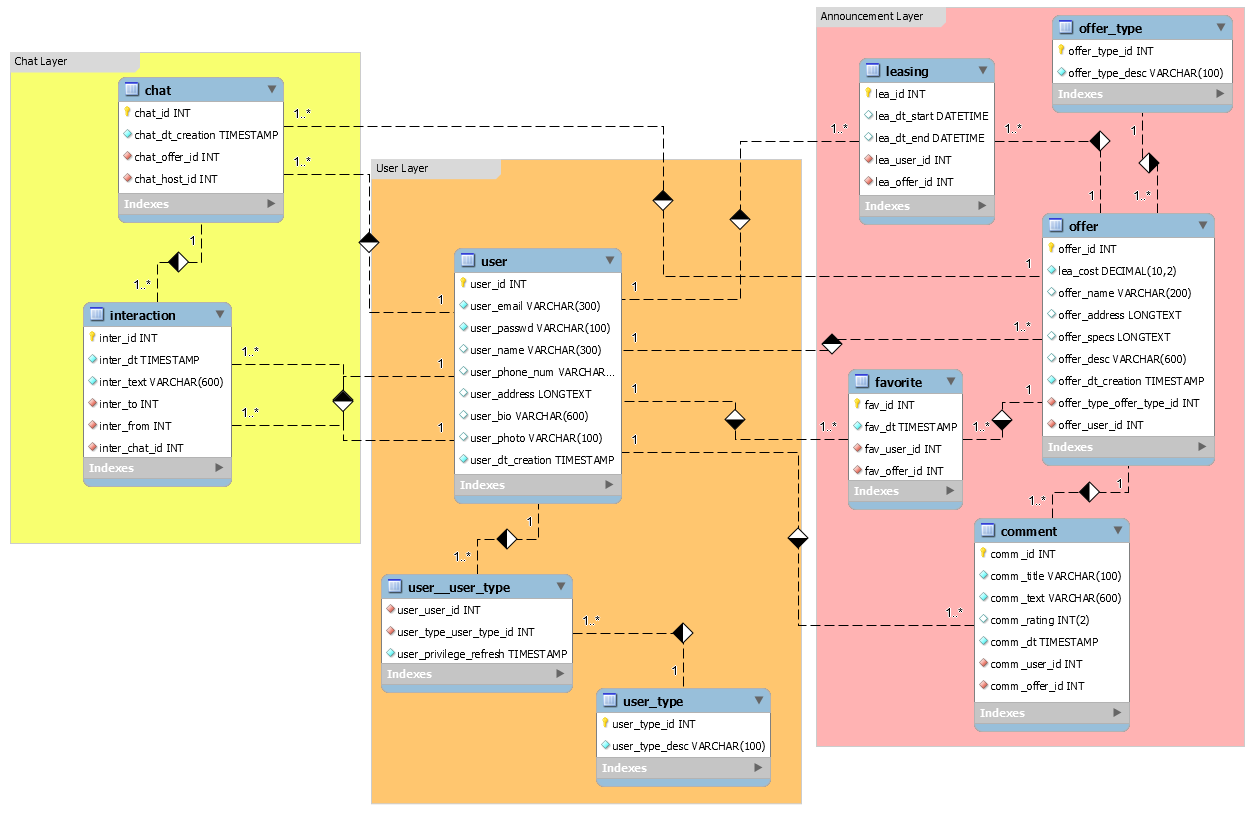 Chat Layer
chat
chat_id INT
chat_dt_creation TIMESTAMP
chat_offer_id INT
chat_host_id INT
Indexes
1..*
1..*
1
1..*
interaction
inter_id INT
inter_dt TIMESTAMP
inter_text VARCHAR(600)
inter_to INT
inter_from INT
inter_chat_id INT
Indexes
1..*
1..*
User Layer
user
user_id INT
user_email VARCHAR(300)
user_passwd VARCHAR(100)
user_name VARCHAR(300)
user_phone_num VARCHAR...
user_address LONGTEXT
user_bio VARCHAR(600)
user_photo VARCHAR(100)
user_dt_creation TIMESTAMP
Indexes
1
1
1
1
1
1
1
1
1..*
user__user_type
user_user_id INT
user_type_user_type_id INT
user_privilege_refresh TIMESTAMP
Indexes
1..*
1
user_type
user_type_id INT
user_type_desc VARCHAR(100)
Indexes
Announcement Layer
offer_type
offer_type_id INT
offer_type_desc VARCHAR(100)
Indexes
1
1..*
leasing
lea_id INT
lea_dt_start DATETIME
lea_dt_end DATETIME
lea_user_id INT
lea_offer_id INT
Indexes
1..*
1..*
1
offer
offer_id INT
lea_cost DECIMAL(10,2)
offer_name VARCHAR(200)
offer_address LONGTEXT
offer_specs LONGTEXT
offer_desc VARCHAR(600)
offer_dt_creation TIMESTAMP
offer_type_offer_type_id INT
offer_user_id INT
Indexes
1
1..*
1
1
favorite
fav_id INT
fav_dt TIMESTAMP
fav_user_id INT
fav_offer_id INT
Indexes
1..*
1..*
1..*
comment
comm_id INT
comm_title VARCHAR(100)
comm_text VARCHAR(600)
comm_rating INT(2)
comm_dt TIMESTAMP
comm_user_id INT
comm_offer_id INT
Indexes
1..*